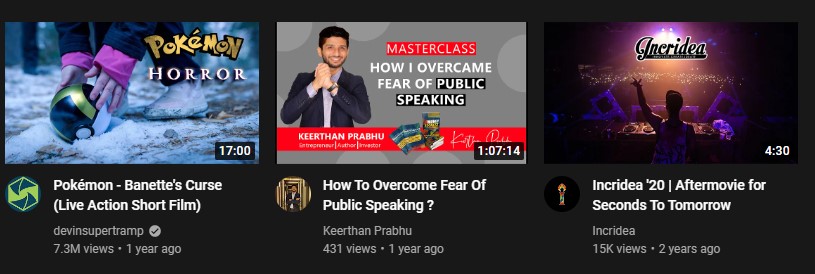 POKÉMON
HORROR
17:00
Pokémon - Banette's Curse
(Live Action Short Film)
devinsupertramp
7.3M views • 1 year ago
MASTERCLASS
HOW I OVERCAME
FEAR OF PUBLIC
SPEAKING
KEERTHAN PRABHU
Entrepreneur|Author|Investor
1:07:14
How To Overcome Fear Of
Public Speaking ?
Keerthan Prabhu
431 views • 1 year ago
Incridea
4:30
Incridea '20 | Aftermovie for
Seconds To Tomorrow
Incridea
15K views • 2 years ago